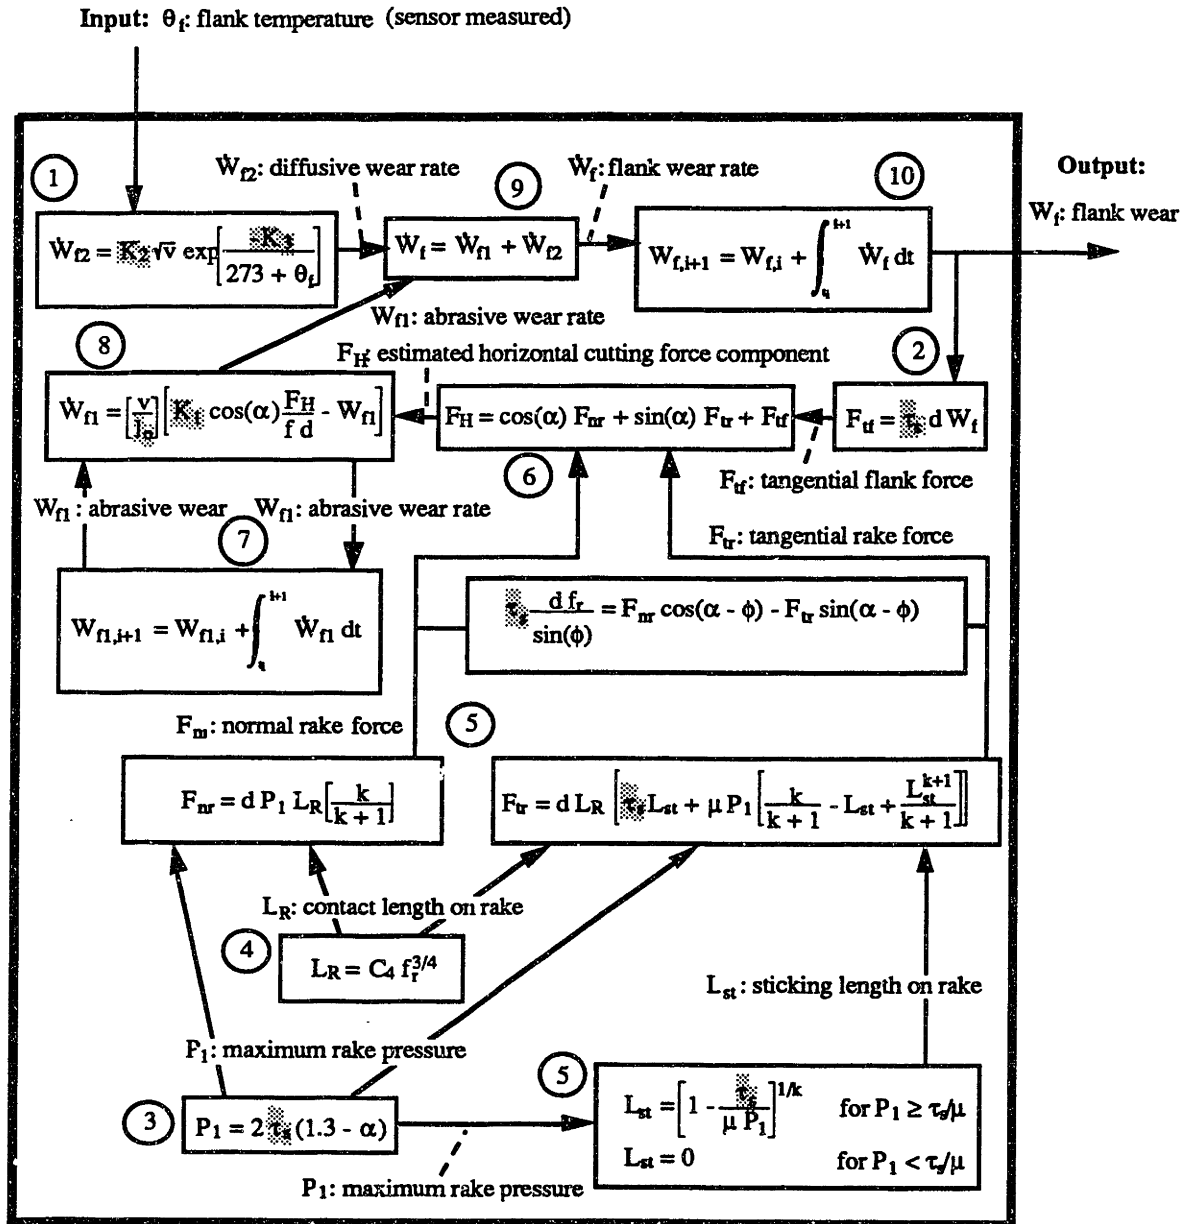 Input: θf: flank temperature (sensor measured)
1
Ẇf2: diffusive wear rate
9
Ẇf: flank wear rate
10
Output:
Wf: flank wear
Ẇf2 = K2 √v exp[K3 / (273 + θf)]
Ẇf = Ẇf1 + Ẇf2
Wf,i+1 = Wf,i + ∫ti^i+1 Ẇf dt
Ẇf1: abrasive wear rate
8
FH: estimated horizontal cutting force component
2
Ẇf1 = [v / lo][K1 cos(α) FH / (f d) - Wf1]
FH = cos(α) Fnr + sin(α) Ftr + Ftf
Ftf = τs d Wf
6
Ftf: tangential flank force
Wf1: abrasive wear
Ẇf1: abrasive wear rate
7
Ftr: tangential rake force
Wf1,i+1 = Wf1,i + ∫ti^i+1 Ẇf1 dt
τs d fr / sin(ϕ) = Fnr cos(α - ϕ) - Ftr sin(α - ϕ)
Fnr: normal rake force
5
Fnr = d P1 LR [k / (k + 1)]
Ftr = d LR [τs Lst + μ P1 [k / (k + 1) - Lst + Lst^k+1 / (k + 1)]]
LR: contact length on rake
4
LR = C4 fr^3/4
Lst: sticking length on rake
P1: maximum rake pressure
5
3
P1 = 2 τs (1.3 - α)
Lst = [1 - τs / (μ P1)]^1/k for P1 ≥ τs/μ
Lst = 0 for P1 < τs/μ
P1: maximum rake pressure